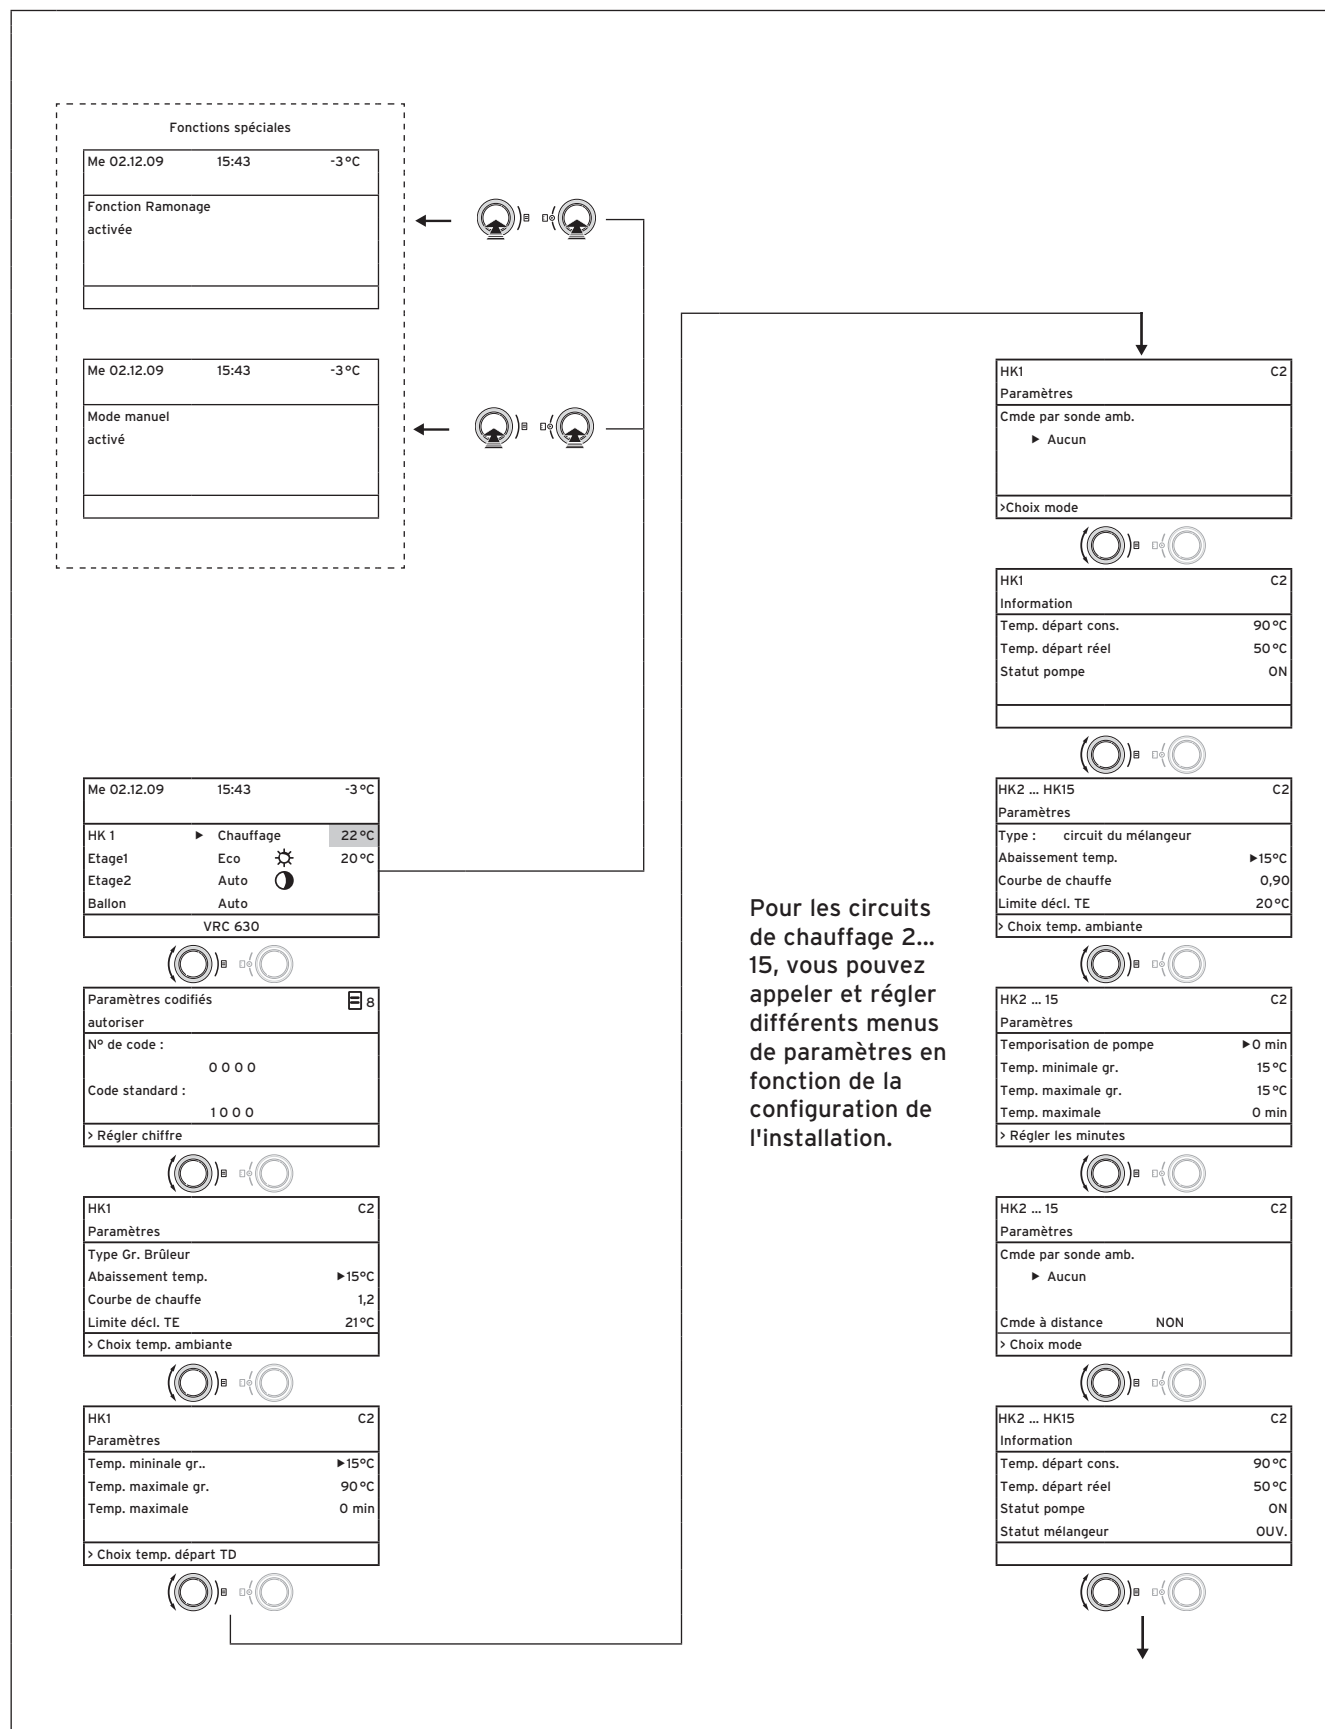 Fonctions spéciales
Me 02.12.09 15:43 -3°C
Fonction Ramonage
activée
Me 02.12.09 15:43 -3°C
Mode manuel
activé
Me 02.12.09 15:43 -3°C
HK 1 ▶ Chauffage 22°C
Etage1 Eco 20°C
Etage2 Auto
Ballon Auto
VRC 630
Paramètres codifiés 8
autoriser
N° de code :
0 0 0 0
Code standard :
1 0 0 0
> Régler chiffre
HK1 C2
Paramètres
Type Gr. Brûleur
Abaissement temp. ▶15°C
Courbe de chauffe 1,2
Limite décl. TE 21°C
> Choix temp. ambiante
HK1 C2
Paramètres
Temp. mininale gr.. ▶15°C
Temp. maximale gr. 90°C
Temp. maximale 0 min
> Choix temp. départ TD
Pour les circuits
de chauffage 2...
15, vous pouvez
appeler et régler
différents menus
de paramètres en
fonction de la
configuration de
l'installation.
HK1 C2
Paramètres
Cmde par sonde amb.
▶ Aucun
>Choix mode
HK1 C2
Information
Temp. départ cons. 90°C
Temp. départ réel 50°C
Statut pompe ON
HK2 ... HK15 C2
Paramètres
Type : circuit du mélangeur
Abaissement temp. ▶15°C
Courbe de chauffe 0,90
Limite décl. TE 20°C
> Choix temp. ambiante
HK2 ... 15 C2
Paramètres
Temporisation de pompe ▶0 min
Temp. minimale gr. 15°C
Temp. maximale gr. 15°C
Temp. maximale 0 min
> Régler les minutes
HK2 ... 15 C2
Paramètres
Cmde par sonde amb.
▶ Aucun
Cmde à distance NON
> Choix mode
HK2 ... HK15 C2
Information
Temp. départ cons. 90°C
Temp. départ réel 50°C
Statut pompe ON
Statut mélangeur OUV.